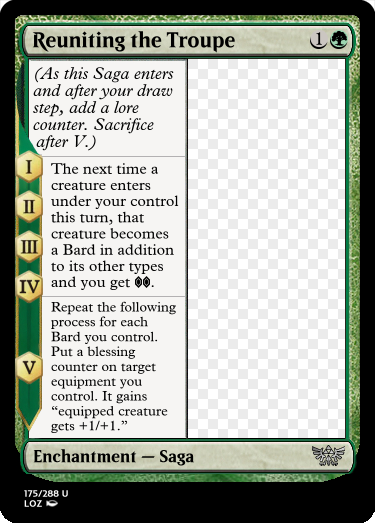 Reuniting the Troupe 1
(As this Saga enters
and after your draw
step, add a lore
counter. Sacrifice
after V.)
I
II
III
IV
The next time a
creature enters
under your control
this turn, that
creature becomes
a Bard in addition
to its other types
and you get .
V
Repeat the following
process for each
Bard you control.
Put a blessing
counter on target
equipment you
control. It gains
“equipped creature
gets +1/+1.”
Enchantment — Saga
175/288 U
LOZ